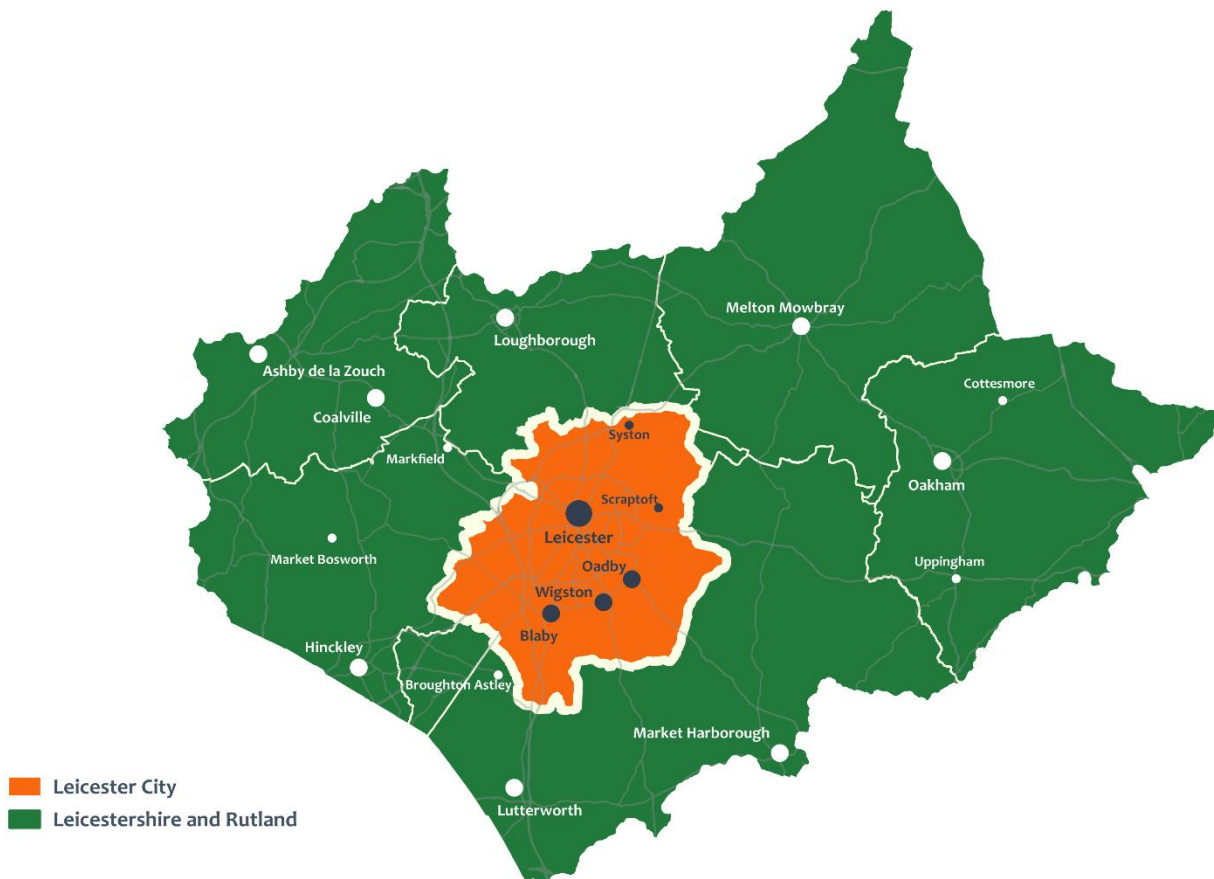 Melton Mowbray
Loughborough
Ashby de la Zouch
Cottesmore
Coalville
Syston
Markfield
Oakham
Scraptoft
Leicester
Market Bosworth
Uppingham
Oadby
Wigston
Blaby
Hinckley
Broughton Astley
Market Harborough
Leicester City
Lutterworth
Leicestershire and Rutland